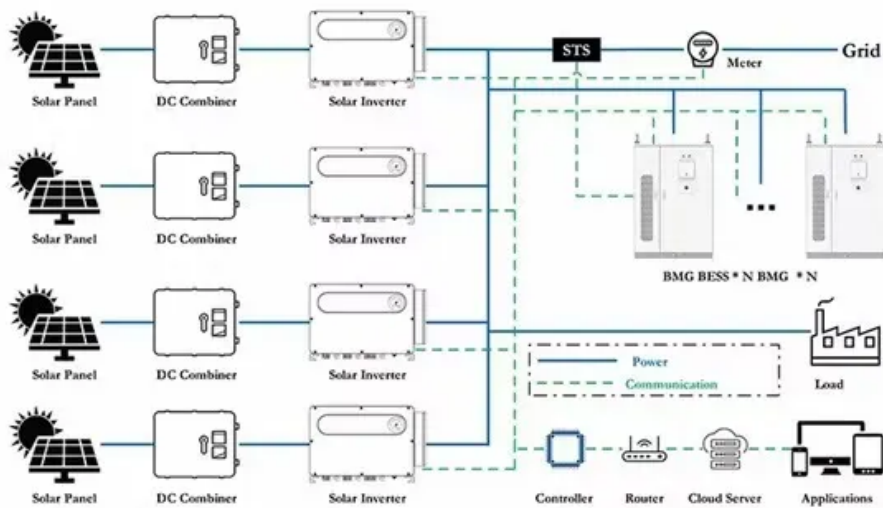 STS
Grid
Meter
Solar Panel DC Combiner Solar Inverter
Solar Panel DC Combiner Solar Inverter
BMG BESS * N BMG * N
Solar Panel DC Combiner Solar Inverter
Power
Communication
Load
Solar Panel DC Combiner Solar Inverter
Controller Router Cloud Server Applications